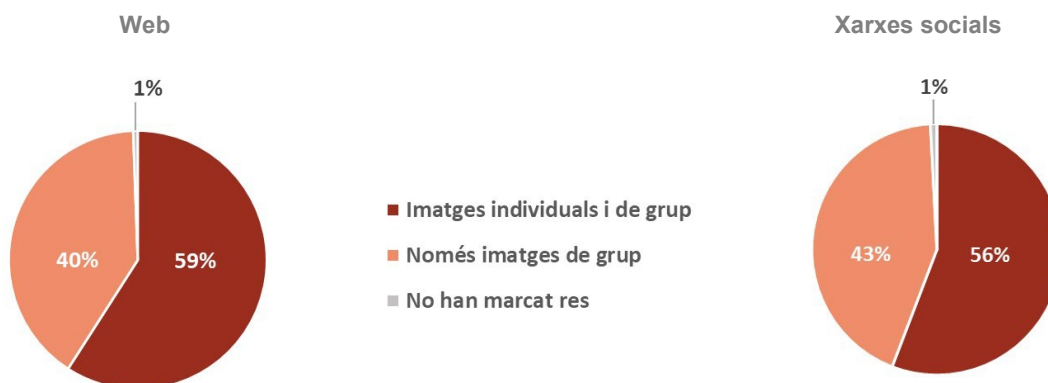 Web
1%
40%
59%
Imatges individuals i de grup
Només imatges de grup
No han marcat res
Xarxes socials
1%
43%
56%